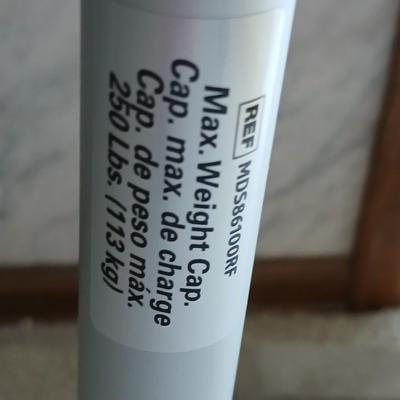 REF MDS86100RF
Max. Weight Cap.
Cap. max. de charge
Cap. de peso máx.
250 Lbs. (113 kg)